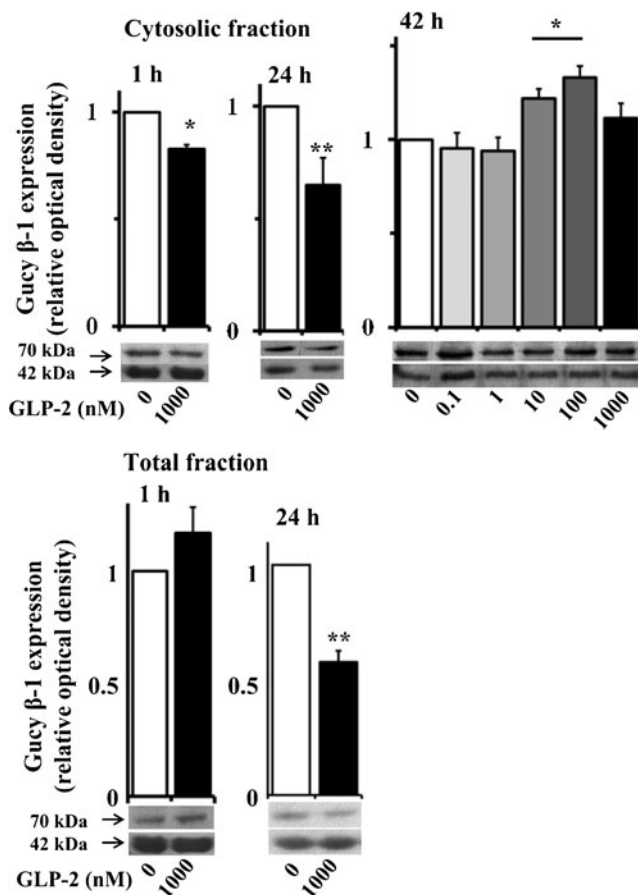 Cytosolic fraction
Gucy β-1 expression
(relative optical density)
1 h
1
0
*
24 h
1
0
**
42 h
1
0
*
70 kDa
42 kDa
GLP-2 (nM)
0
1000
0
1000
0
0.1
1
10
100
1000
Total fraction
Gucy β-1 expression
(relative optical density)
1 h
1
0.5
0
24 h
1
0.5
0
**
70 kDa
42 kDa
GLP-2 (nM)
0
1000
0
1000